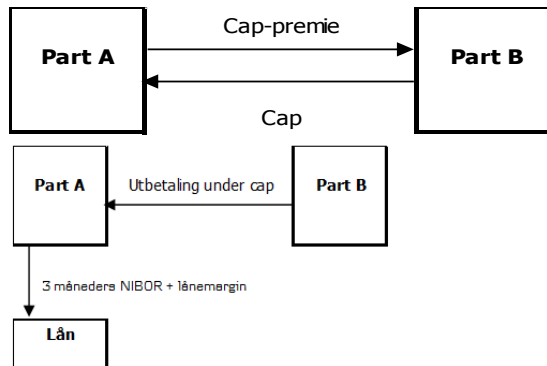 Cap-premie
Part A
Part B
Cap
Part A
Utbetaling under cap
Part B
3 måneders NIBOR + lånemargin
Lån